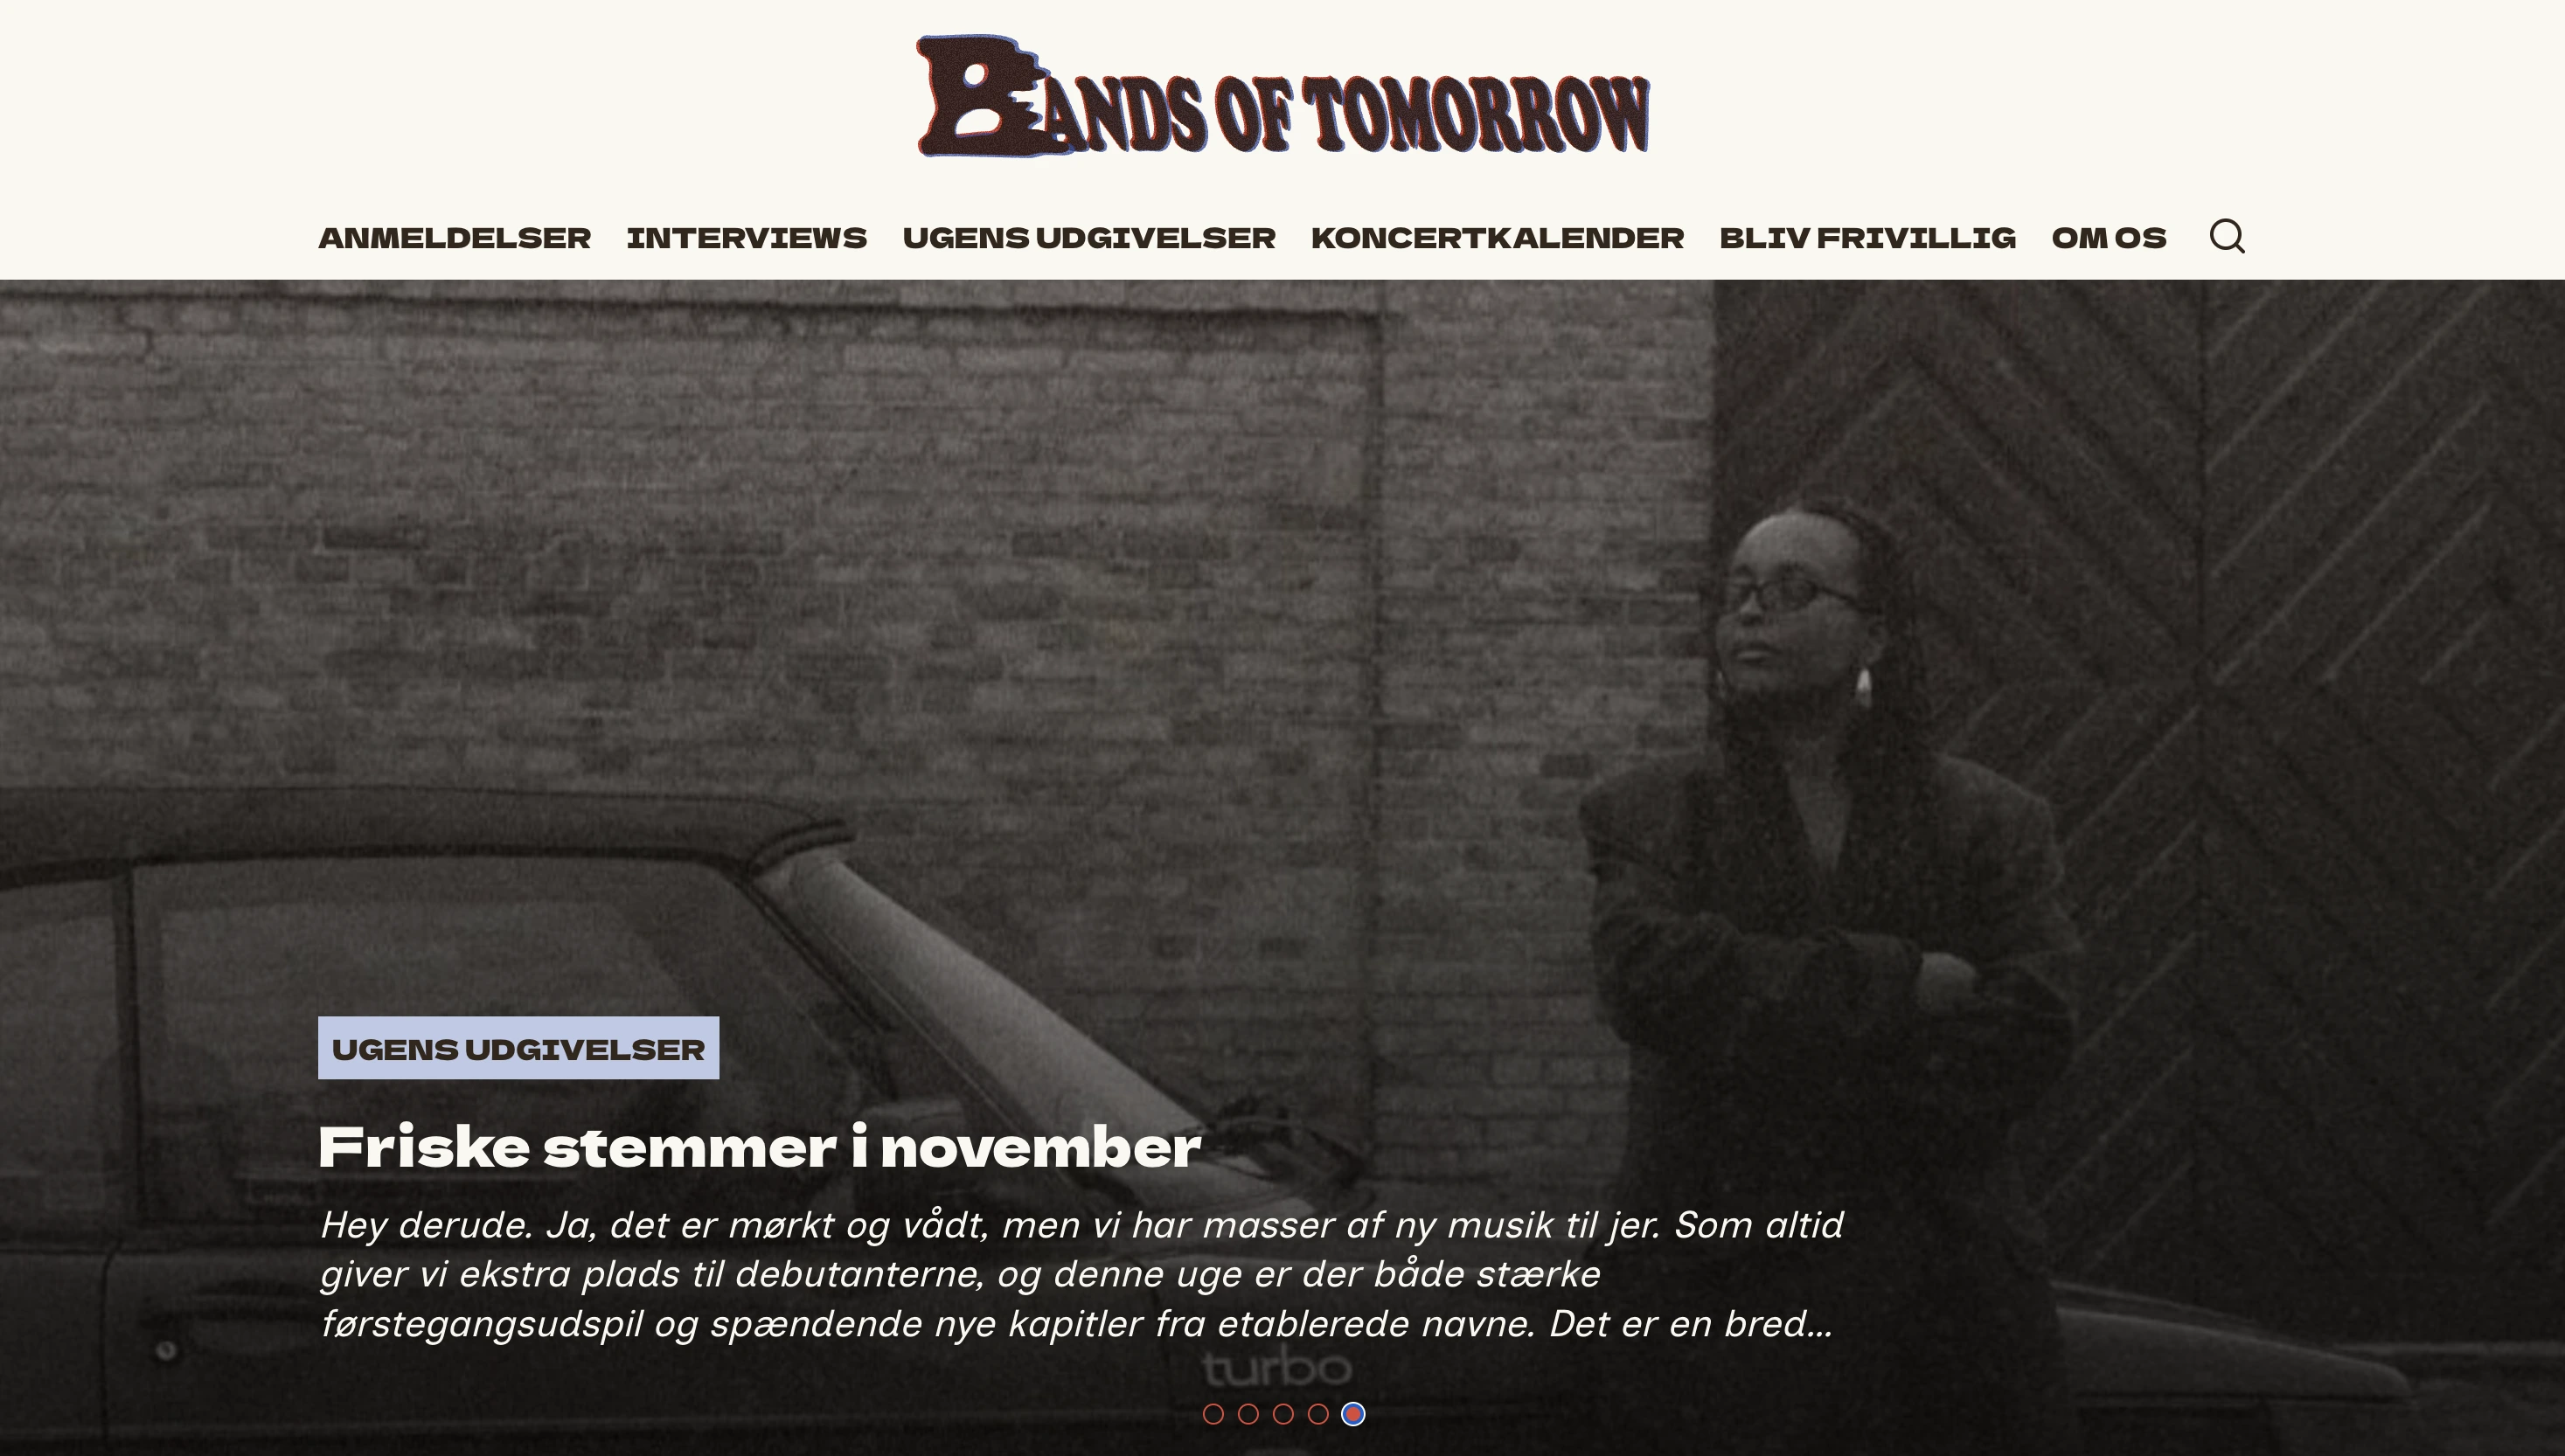 BANDS OF TOMORROW
ANMELDELSER INTERVIEWS UGENS UDGIVELSER KONCERTKALENDER BLIV FRIVILLIG OM OS
UGENS UDGIVELSER
Friske stemmer i november
Hey derude. Ja, det er mørkt og vådt, men vi har masser af ny musik til jer. Som altid
giver vi ekstra plads til debutanterne, og denne uge er der både stærke
førstegangsudspil og spændende nye kapitler fra etablerede navne. Det er en bred...
turbo